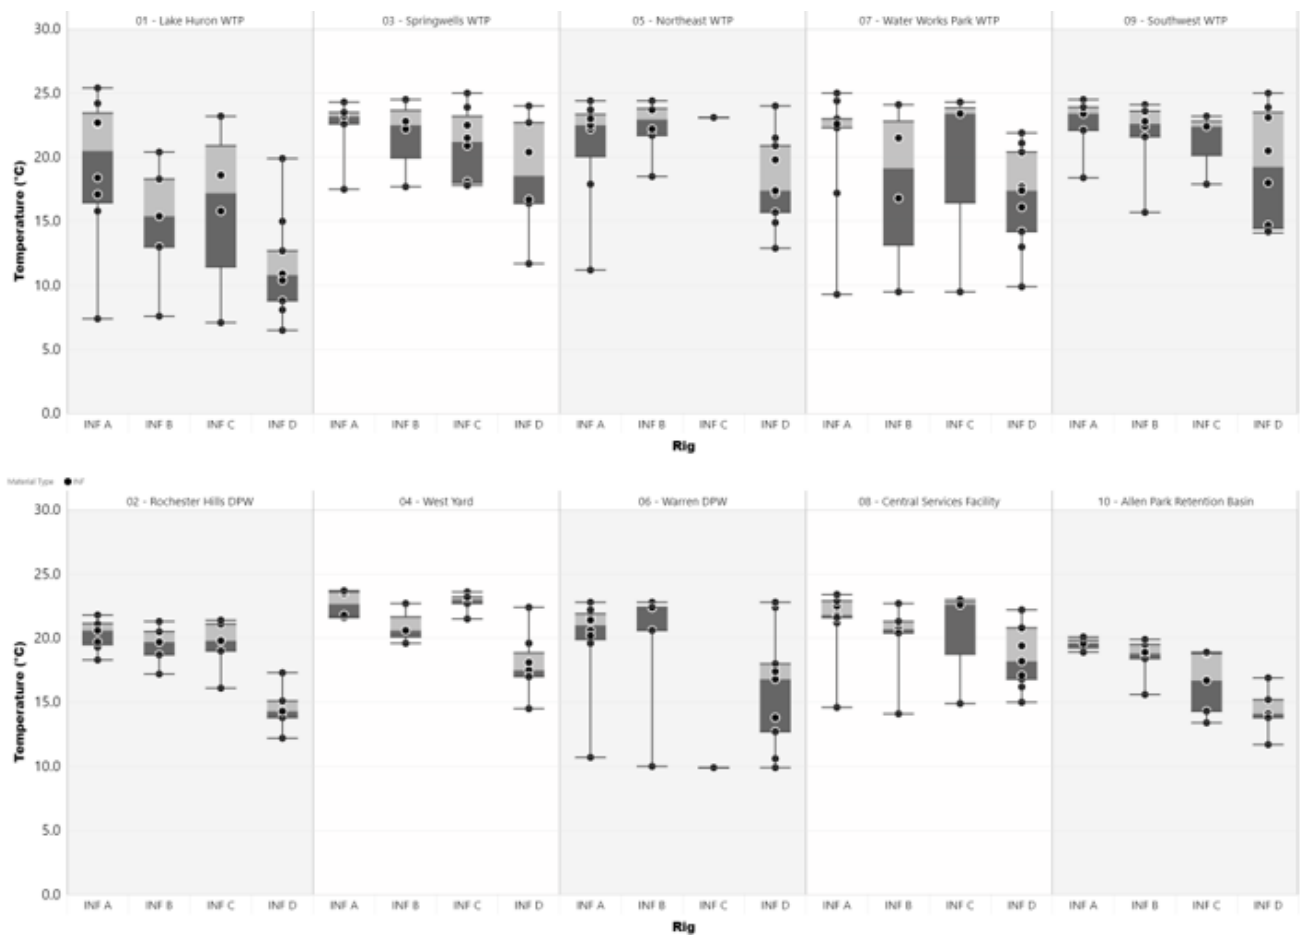 01 - Lake Huron WTP 03 - Springwells WTP 05 - Northeast WTP 07 - Water Works Park WTP 09 - Southwest WTP
30.0
25.0
20.0
15.0
10.0
5.0
0.0
Temperature (°C)
INF A INF B INF C INF D INF A INF B INF C INF D INF A INF B INF C INF D INF A INF B INF C INF D INF A INF B INF C INF D
Rig
Material Type INF
02 - Rochester Hills DPW 04 - West Yard 06 - Warren DPW 08 - Central Services Facility 10 - Allen Park Retention Basin
30.0
25.0
20.0
15.0
10.0
5.0
0.0
Temperature (°C)
INF A INF B INF C INF D INF A INF B INF C INF D INF A INF B INF C INF D INF A INF B INF C INF D INF A INF B INF C INF D
Rig